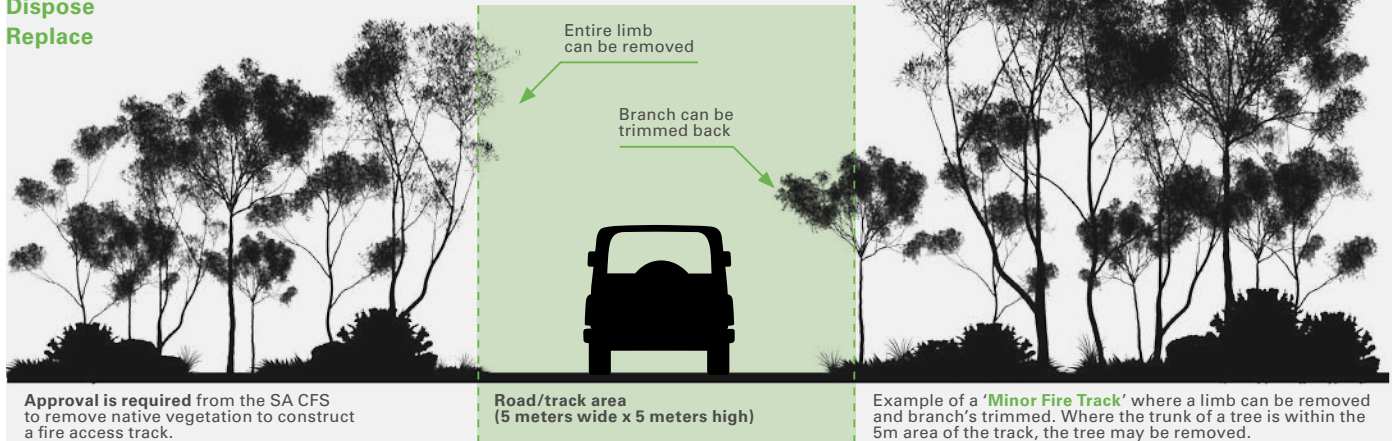 Dispose
Replace
Entire limb
can be removed
Branch can be
trimmed back
Approval is required from the SA CFS
to remove native vegetation to construct
a fire access track.
Road/track area
(5 meters wide x 5 meters high)
Example of a ‘Minor Fire Track’ where a limb can be removed
and branch’s trimmed. Where the trunk of a tree is within the
5m area of the track, the tree may be removed.